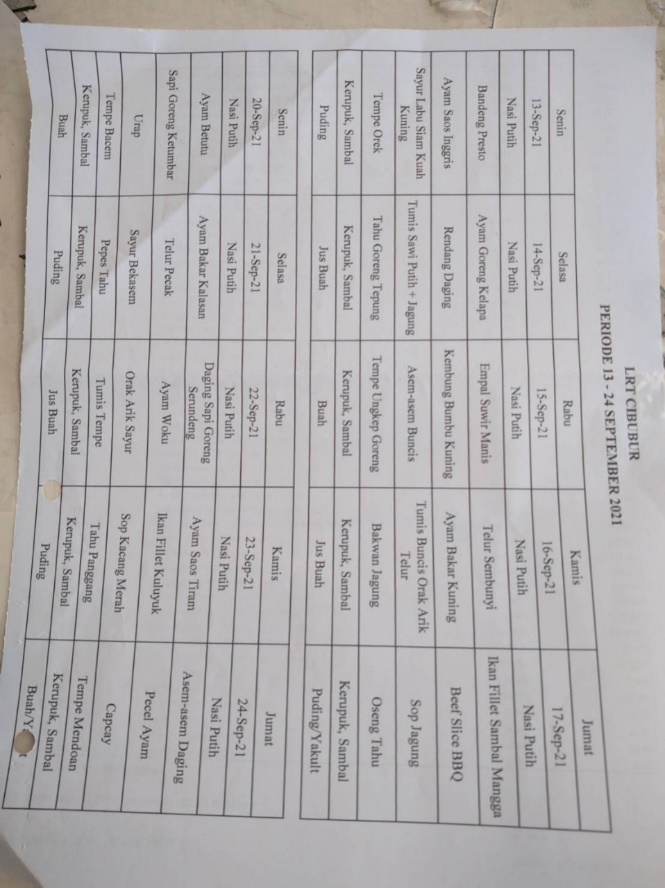 LRT CIBUBUR
PERIODE 13 - 24 SEPTEMBER 2021
Senin Selasa Rabu Kamis Jumat
13-Sep-21 14-Sep-21 15-Sep-21 16-Sep-21 17-Sep-21
Nasi Putih Nasi Putih Nasi Putih Nasi Putih Nasi Putih
Bandeng Presto Ayam Goreng Kelapa Empal Suwir Manis Telur Sembunyi Ikan Fillet Sambal Mangga
Ayam Saos Inggris Rendang Daging Kembung Bumbu Kuning Ayam Bakar Kuning Beef Slice BBQ
Sayur Labu Siam Kuah Tumis Sawi Putih + Jagung Asem-asem Buncis Tumis Buncis Orak Arik Sop Jagung
Kuning Telur
Tempe Orek Tahu Goreng Tepung Tempe Ungkep Goreng Bakwan Jagung Oseng Tahu
Kerupuk, Sambal Kerupuk, Sambal Kerupuk, Sambal Kerupuk, Sambal Kerupuk, Sambal
Puding Jus Buah Buah Jus Buah Puding/Yakult
Senin Selasa Rabu Kamis Jumat
20-Sep-21 21-Sep-21 22-Sep-21 23-Sep-21 24-Sep-21
Nasi Putih Nasi Putih Nasi Putih Nasi Putih Nasi Putih
Ayam Betutu Ayam Bakar Kalasan Daging Sapi Goreng Ayam Saos Tiram Asem-asem Daging
Serundeng
Sapi Goreng Ketumbar Telur Pecak Ayam Woku Ikan Fillet Kuluyuk Pecel Ayam
Urap Sayur Bekasem Orak Arik Sayur Sop Kacang Merah Capcay
Tempe Bacem Pepes Tahu Tumis Tempe Tahu Panggang Tempe Mendoan
Kerupuk, Sambal Kerupuk, Sambal Kerupuk, Sambal Kerupuk, Sambal Kerupuk, Sambal
Buah Puding Jus Buah Puding Buah/